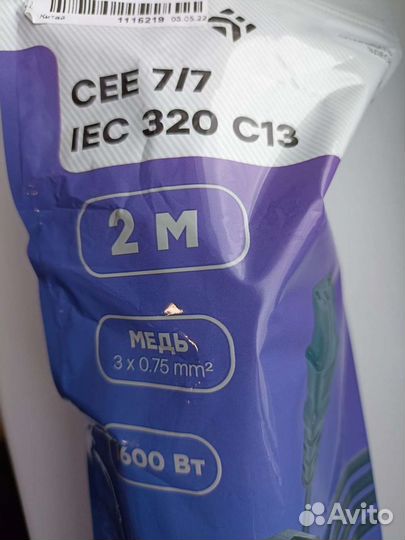 Китай
1116219 05.05.22
CEE 7/7
IEC 320 C13
2 М
МЕДЬ
3 x 0.75 mm²
600 Вт
Avito